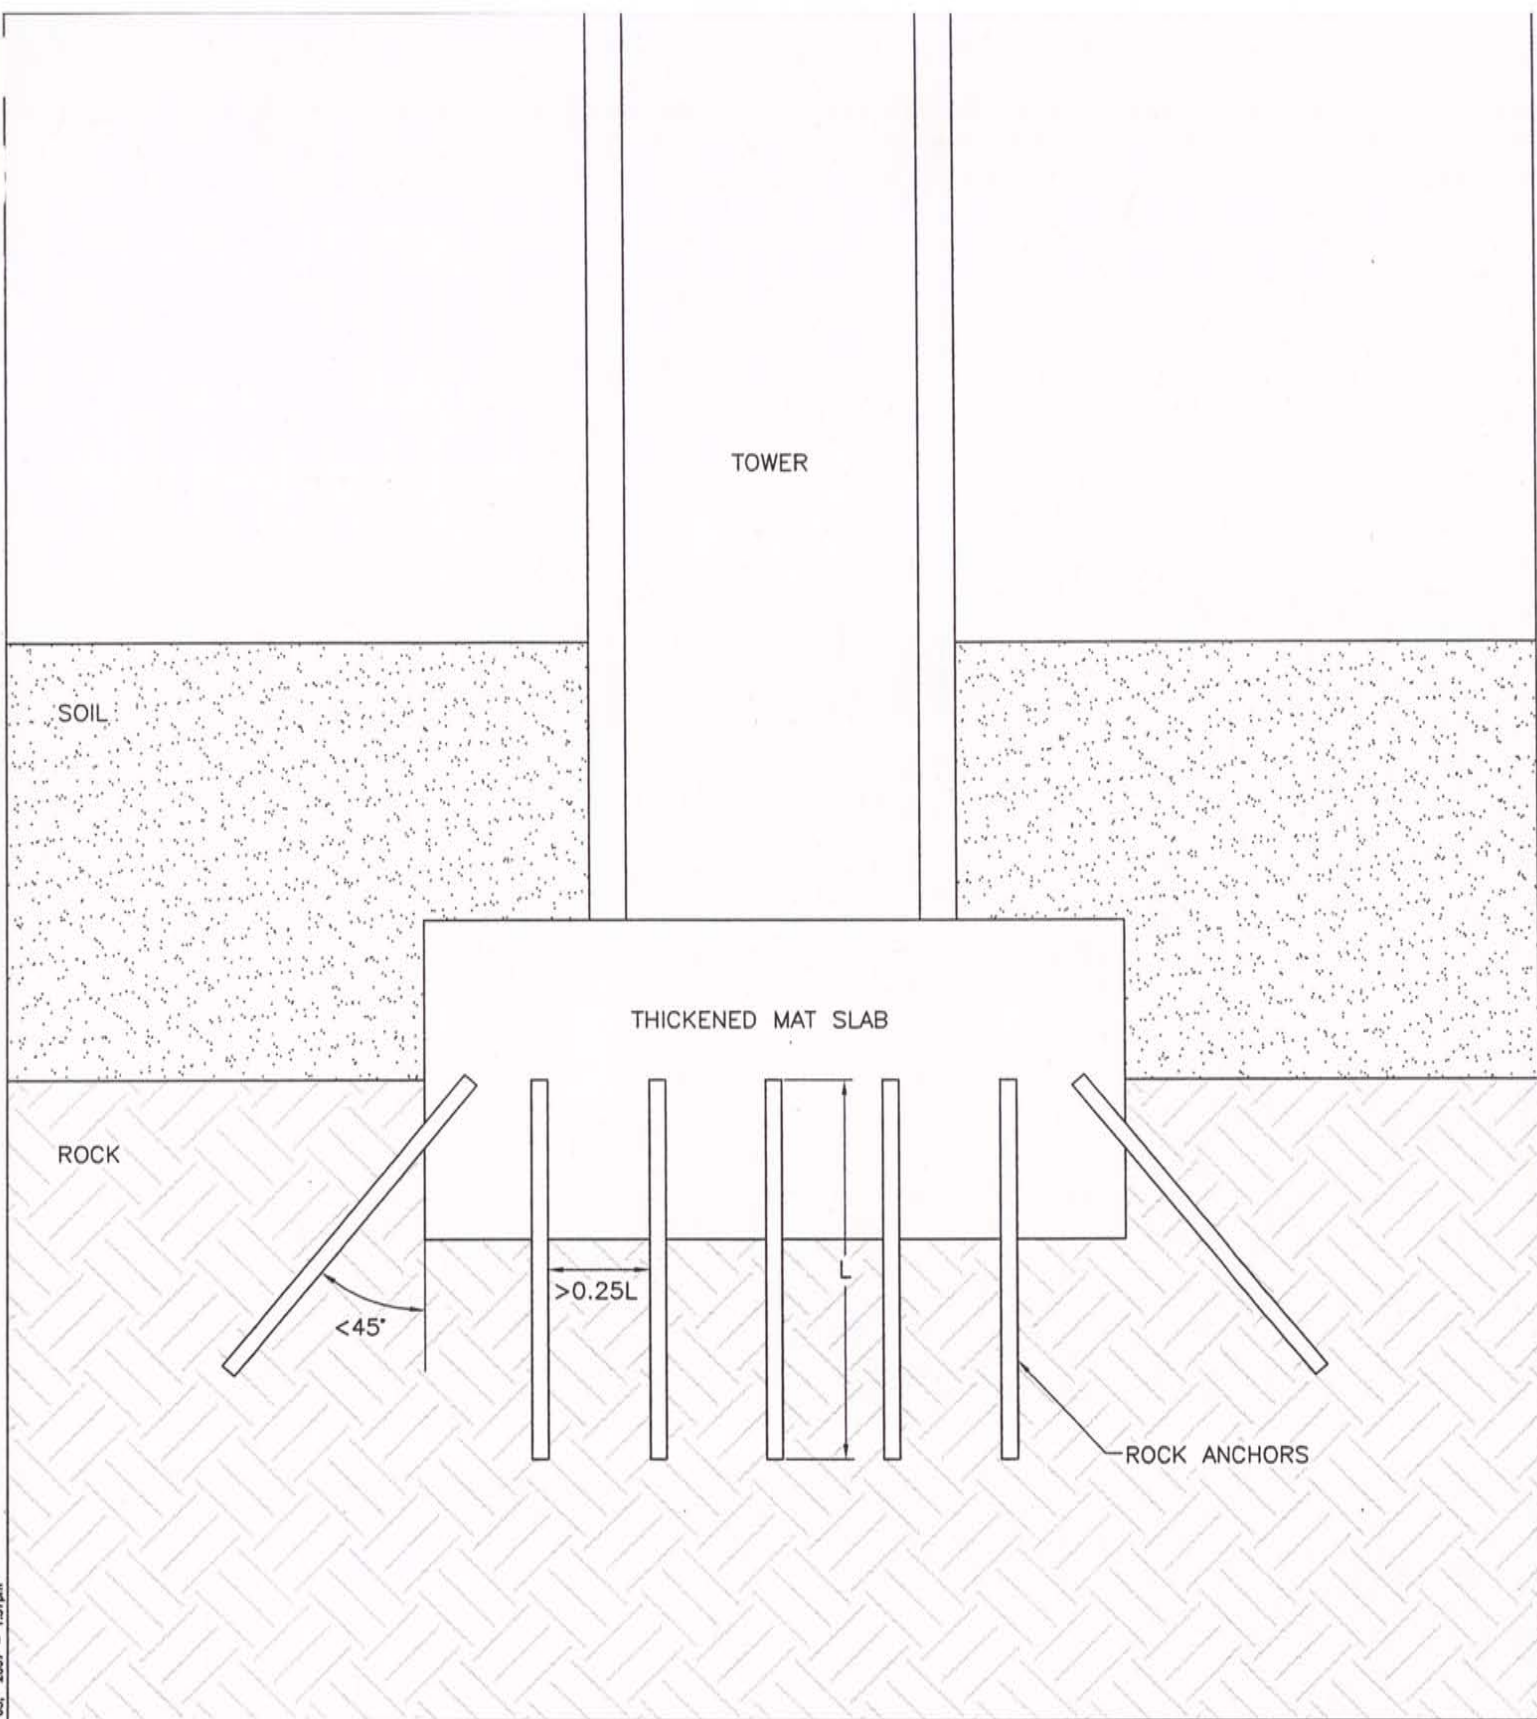 TOWER
SOIL
THICKENED MAT SLAB
ROCK
L
>0.25L
<45°
ROCK ANCHORS